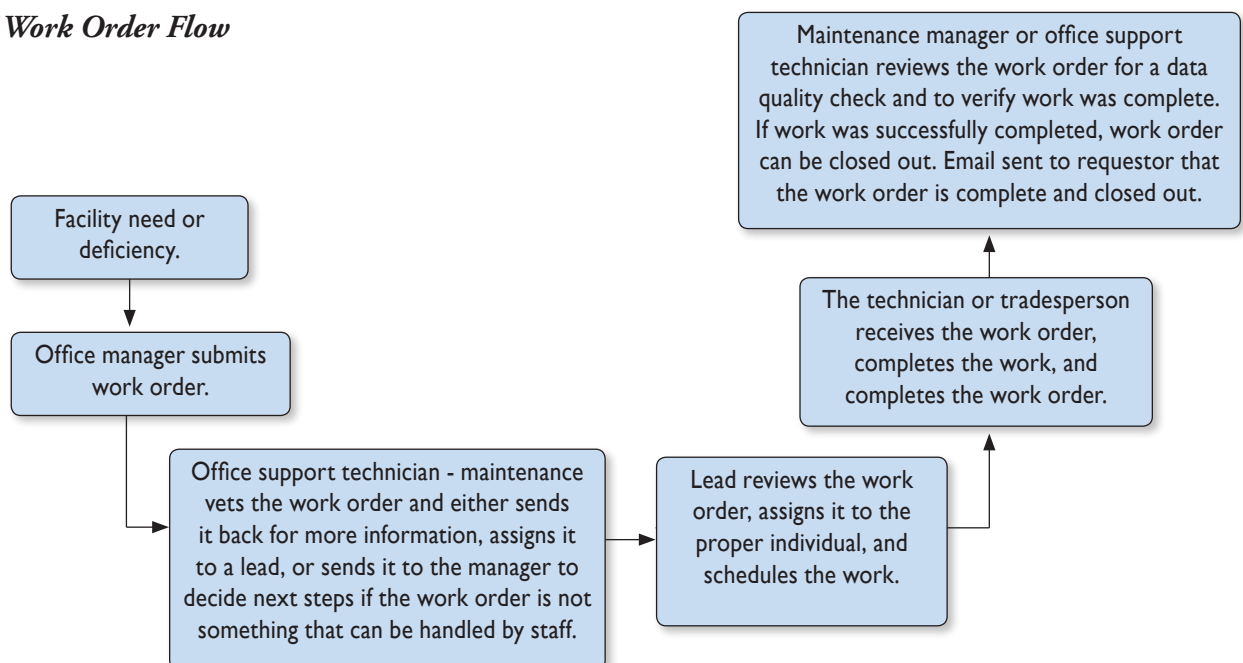 Work Order Flow
Facility need or
deficiency.
Office manager submits
work order.
Office support technician - maintenance
vets the work order and either sends
it back for more information, assigns it
to a lead, or sends it to the manager to
decide next steps if the work order is not
something that can be handled by staff.
Lead reviews the work
order, assigns it to the
proper individual, and
schedules the work.
The technician or tradesperson
receives the work order,
completes the work, and
completes the work order.
Maintenance manager or office support
technician reviews the work order for a data
quality check and to verify work was complete.
If work was successfully completed, work order
can be closed out. Email sent to requestor that
the work order is complete and closed out.